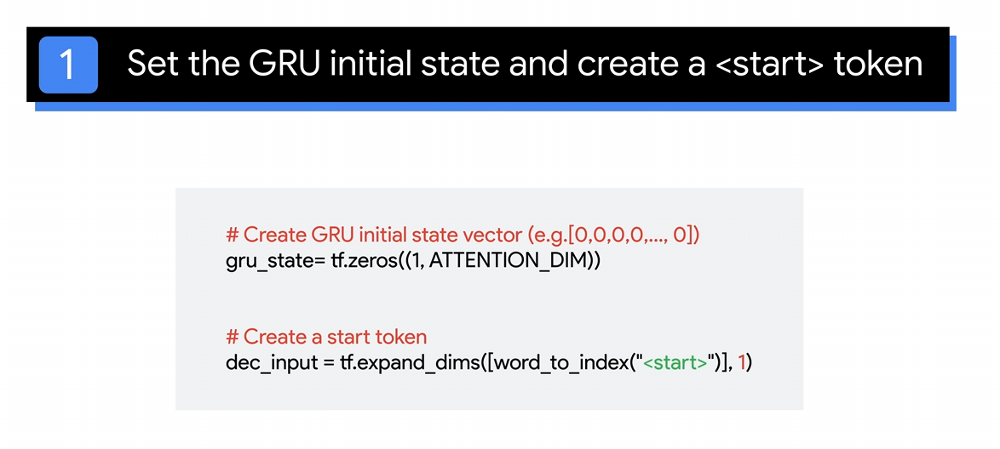 1
Set the GRU initial state and create a <start> token
# Create GRU initial state vector (e.g.[0,0,0,0,..., 0])
gru_state= tf.zeros((1, ATTENTION_DIM))
# Create a start token
dec_input = tf.expand_dims([word_to_index("<start>")], 1)